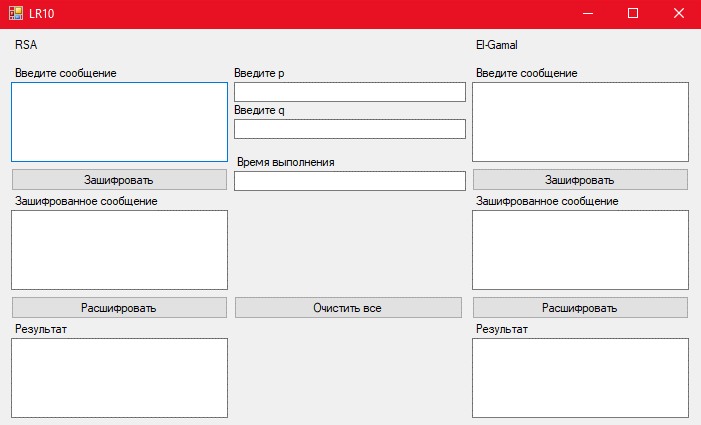 LR10
RSA
El-Gamal
Введите сообщение
Введите p
Введите сообщение
Введите q
Время выполнения
Зашифровать
Зашифровать
Зашифрованное сообщение
Зашифрованное сообщение
Расшифровать
Очистить все
Расшифровать
Результат
Результат